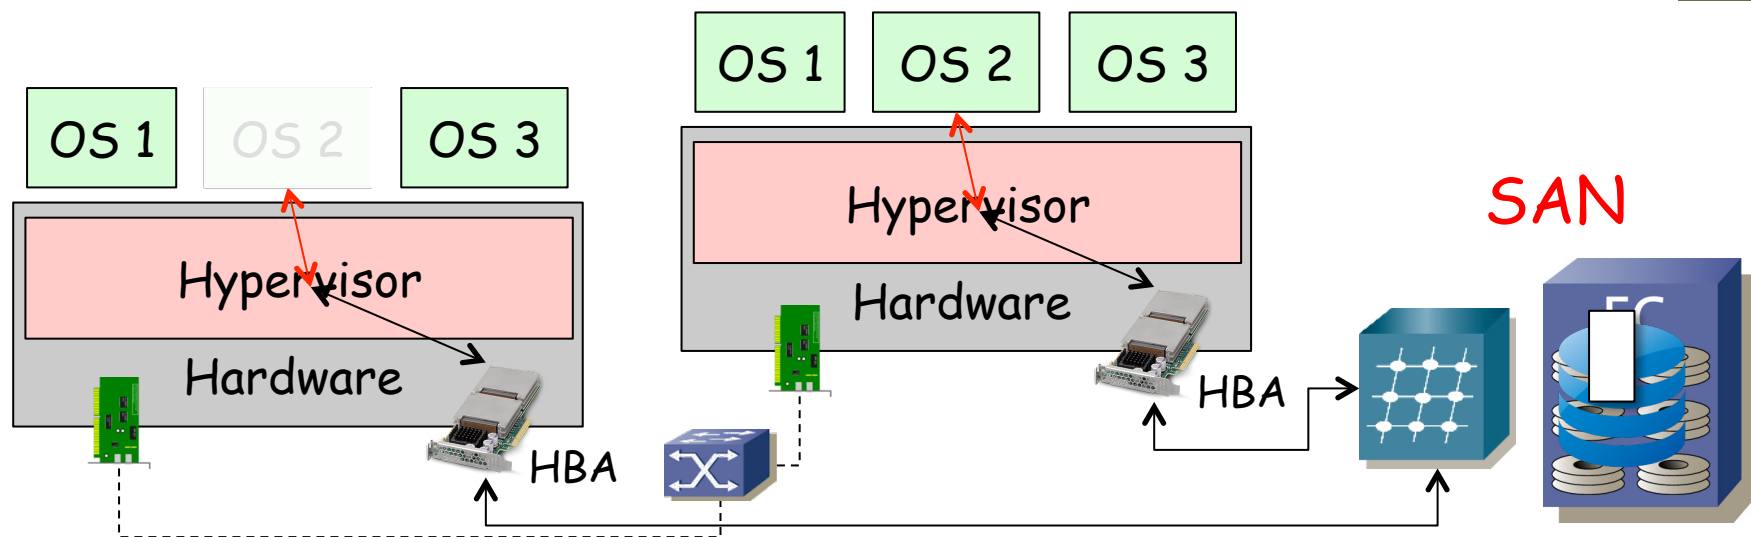 OS 1
OS 2
OS 3
Hypervisor
Hardware
HBA
OS 1
OS 2
OS 3
Hypervisor
Hardware
HBA
SAN